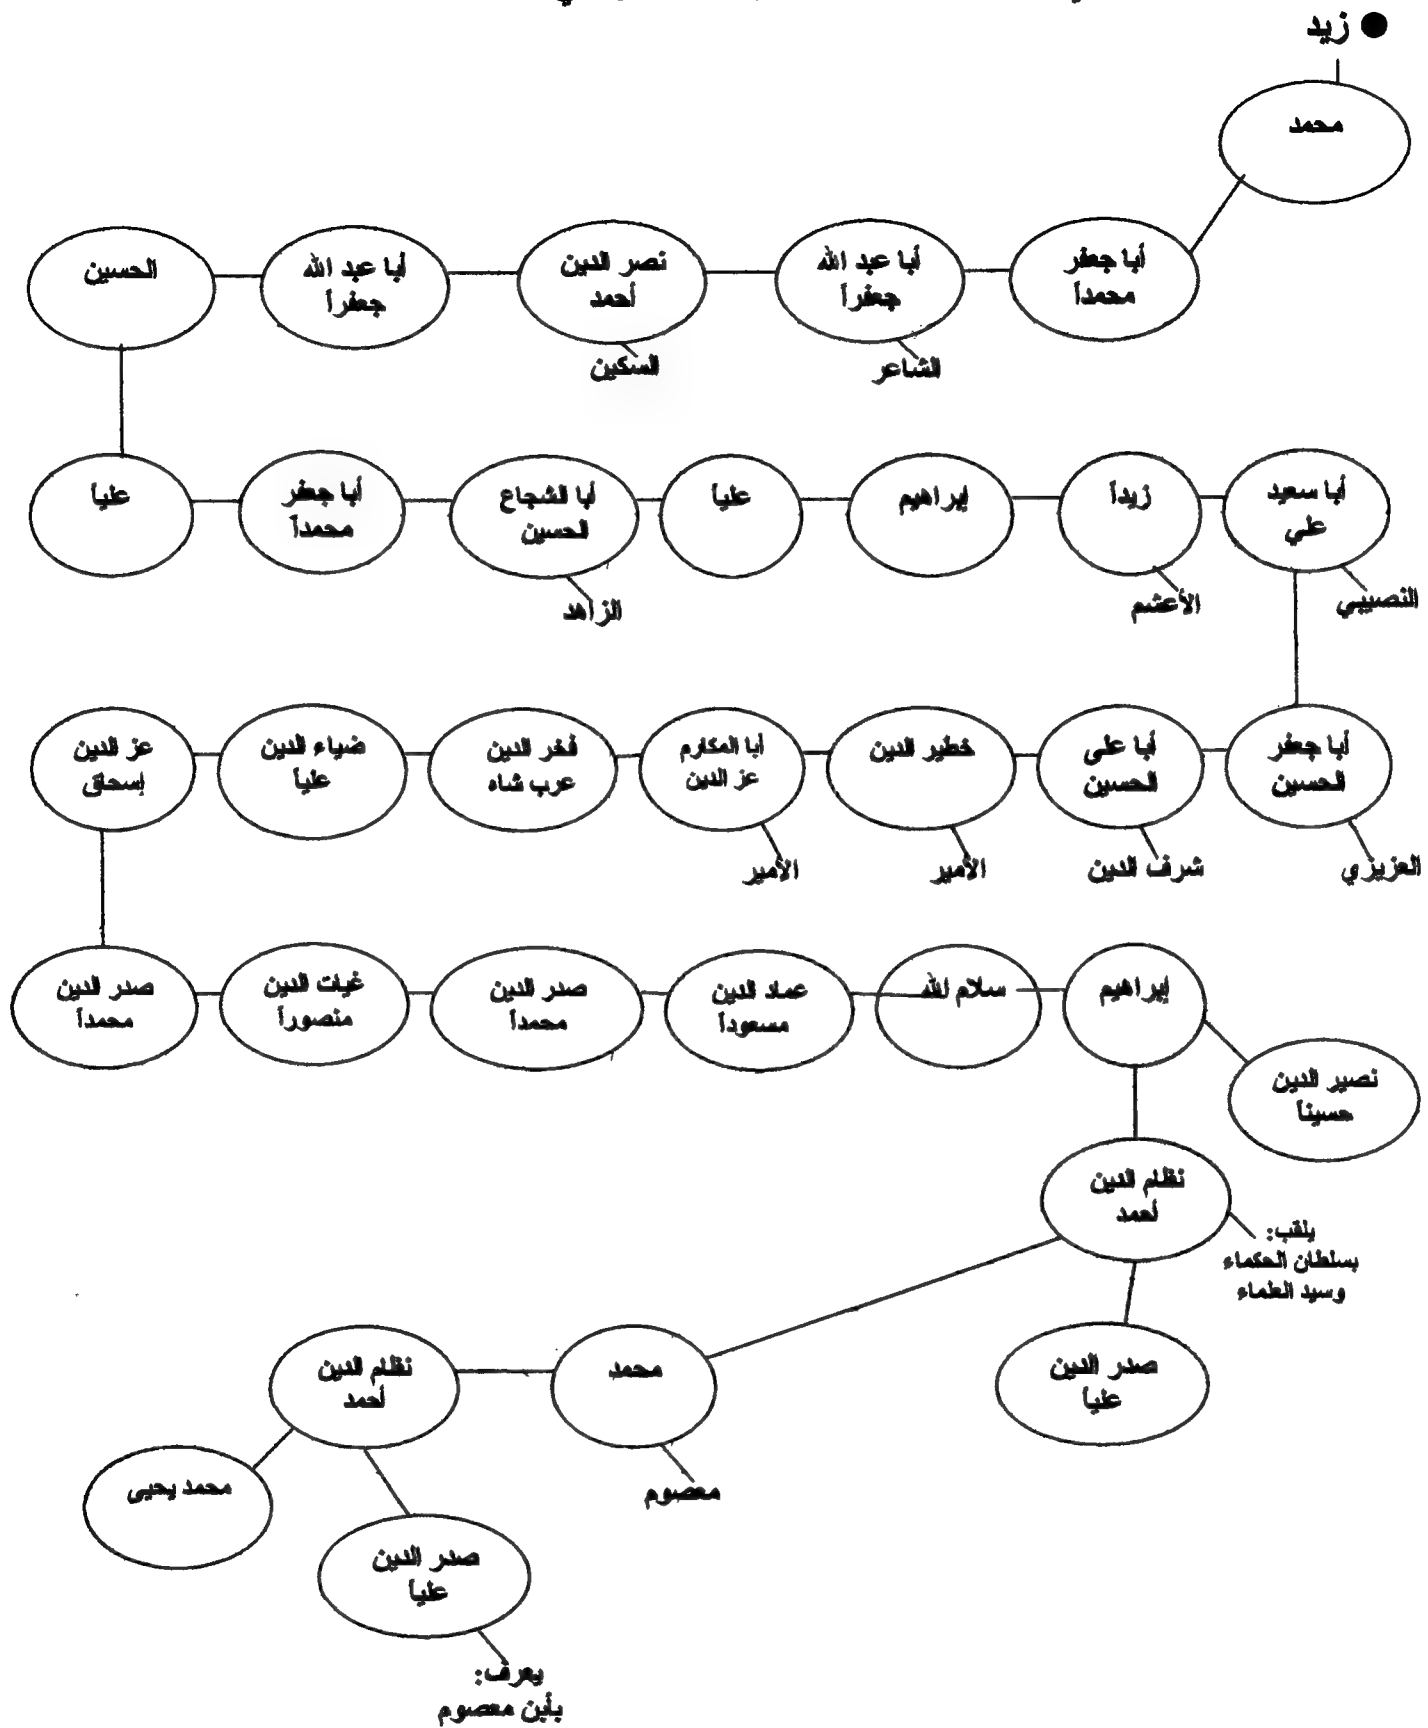 زيد
محمد
أبا جعفر
محمداً
أبا عبد الله
جعفراً
الشاعر
نصر الدين
أحمد
السكين
أبا عبد الله
جعفراً
الحسين
علياً
أبا جعفر
محمداً
أبا الشجاع
الحسين
الزاهد
علياً
إبراهيم
زيداً
الأعشم
أبا سعيد
علي
النصيبي
أبا جعفر
الحسين
العزيزي
أبا على
الحسين
شرف الدين
خطير الدين
الأمير
أبا المكارم
عز الدين
الأمير
فخر الدين
عرب شاه
ضياء الدين
علياً
عز الدين
إسحاق
صدر الدين
محمداً
غياث الدين
منصوراً
صدر الدين
محمداً
عماد الدين
مسعوداً
سلام لله
إبراهيم
نصير الدين
حسيناً
نظام الدين
أحمد
يلقب:
بسلطان الحكماء
وسيد العلماء
صدر الدين
علياً
محمد
معصوم
نظام الدين
أحمد
محمد يحيى
صدر الدين
علياً
يعرف:
بأبن معصوم